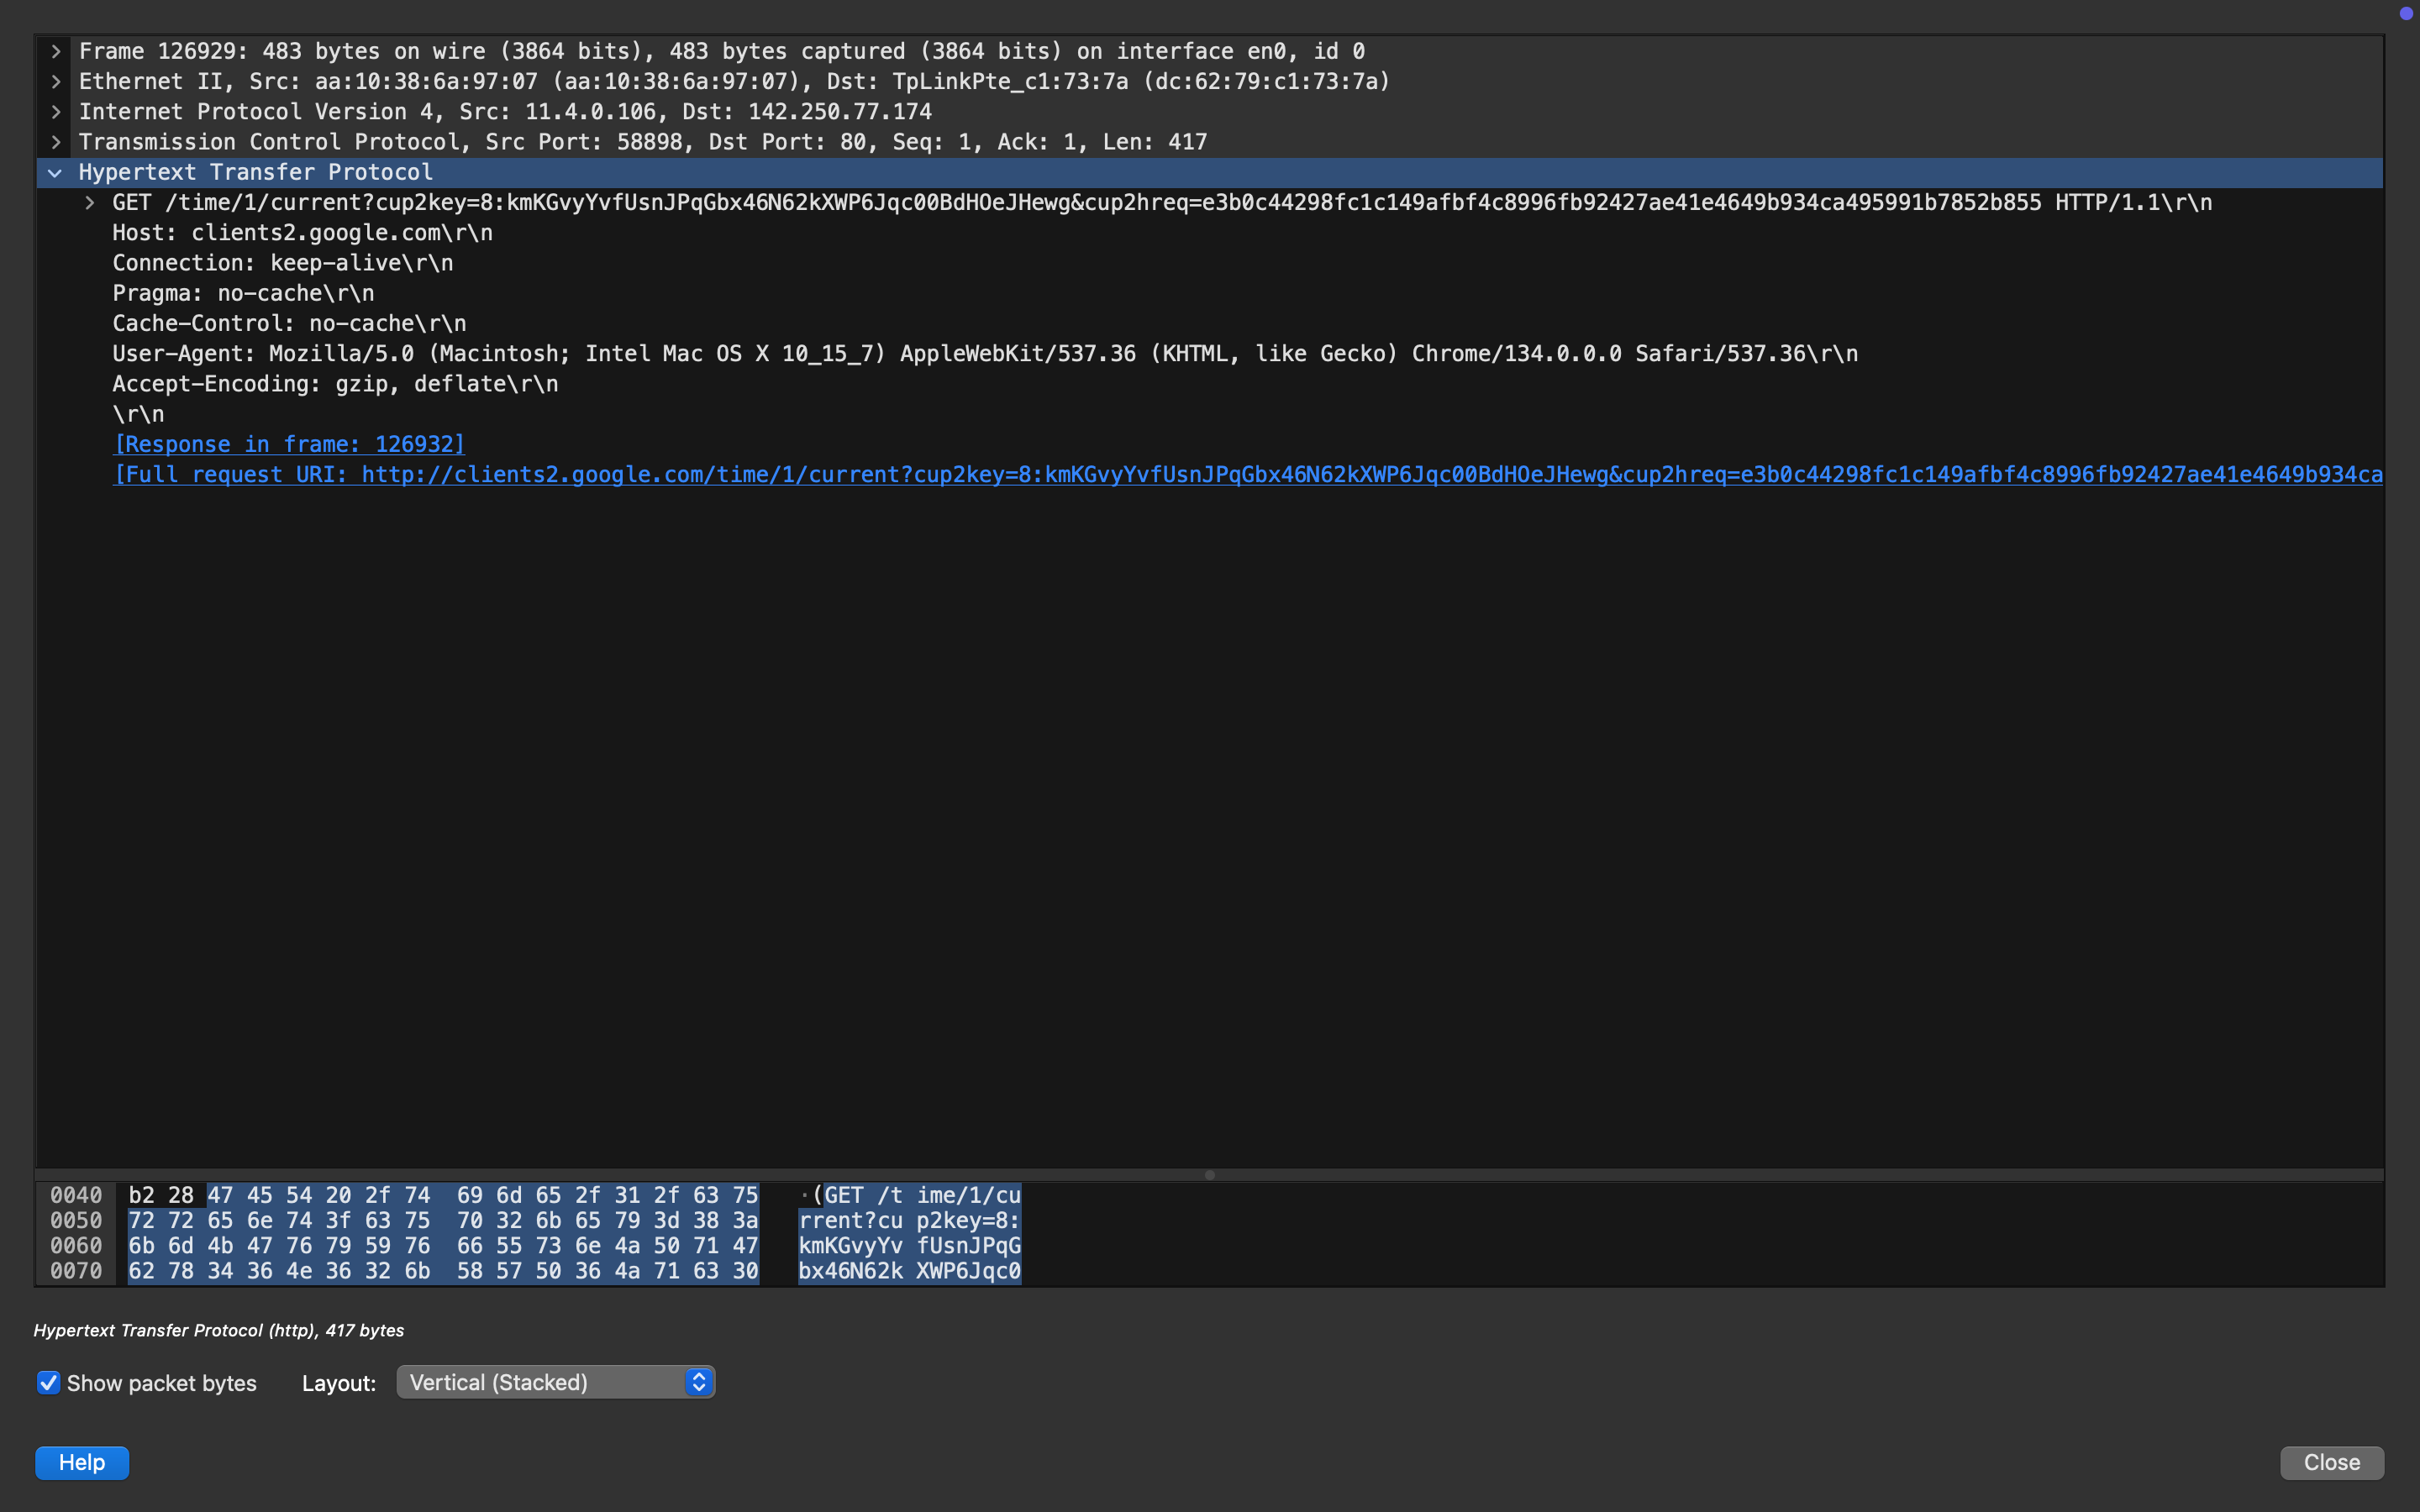 Frame 126929: 483 bytes on wire (3864 bits), 483 bytes captured (3864 bits) on interface en0, id 0
Ethernet II, Src: aa:10:38:6a:97:07 (aa:10:38:6a:97:07), Dst: TpLinkPte_c1:73:7a (dc:62:79:c1:73:7a)
Internet Protocol Version 4, Src: 11.4.0.106, Dst: 142.250.77.174
Transmission Control Protocol, Src Port: 58898, Dst Port: 80, Seq: 1, Ack: 1, Len: 417
Hypertext Transfer Protocol
GET /time/1/current?cup2key=8:kmKGvyYvfUsnJPqGbx46N62kXWP6Jqc00BdHOeJHewg&cup2hreq=e3b0c44298fc1c149afbf4c8996fb92427ae41e4649b934ca495991b7852b855 HTTP/1.1\r\n
Host: clients2.google.com\r\n
Connection: keep-alive\r\n
Pragma: no-cache\r\n
Cache-Control: no-cache\r\n
User-Agent: Mozilla/5.0 (Macintosh; Intel Mac OS X 10_15_7) AppleWebKit/537.36 (KHTML, like Gecko) Chrome/134.0.0.0 Safari/537.36\r\n
Accept-Encoding: gzip, deflate\r\n
\r\n
[Response in frame: 126932]
[Full request URI: http://clients2.google.com/time/1/current?cup2key=8:kmKGvyYvfUsnJPqGbx46N62kXWP6Jqc00BdHOeJHewg&cup2hreq=e3b0c44298fc1c149afbf4c8996fb92427ae41e4649b934ca
0040 b2 28 47 45 54 20 2f 74 69 6d 65 2f 31 2f 63 75 ·(GET /t ime/1/cu
0050 72 72 65 6e 74 3f 63 75 70 32 6b 65 79 3d 38 3a rrent?cu p2key=8:
0060 6b 6d 4b 47 76 79 59 76 66 55 73 6e 4a 50 71 47 kmKGvyYv fUsnJPqG
0070 62 78 34 36 4e 36 32 6b 58 57 50 36 4a 71 63 30 bx46N62k XWP6Jqc0
Hypertext Transfer Protocol (http), 417 bytes
Show packet bytes Layout: Vertical (Stacked)
Help Close